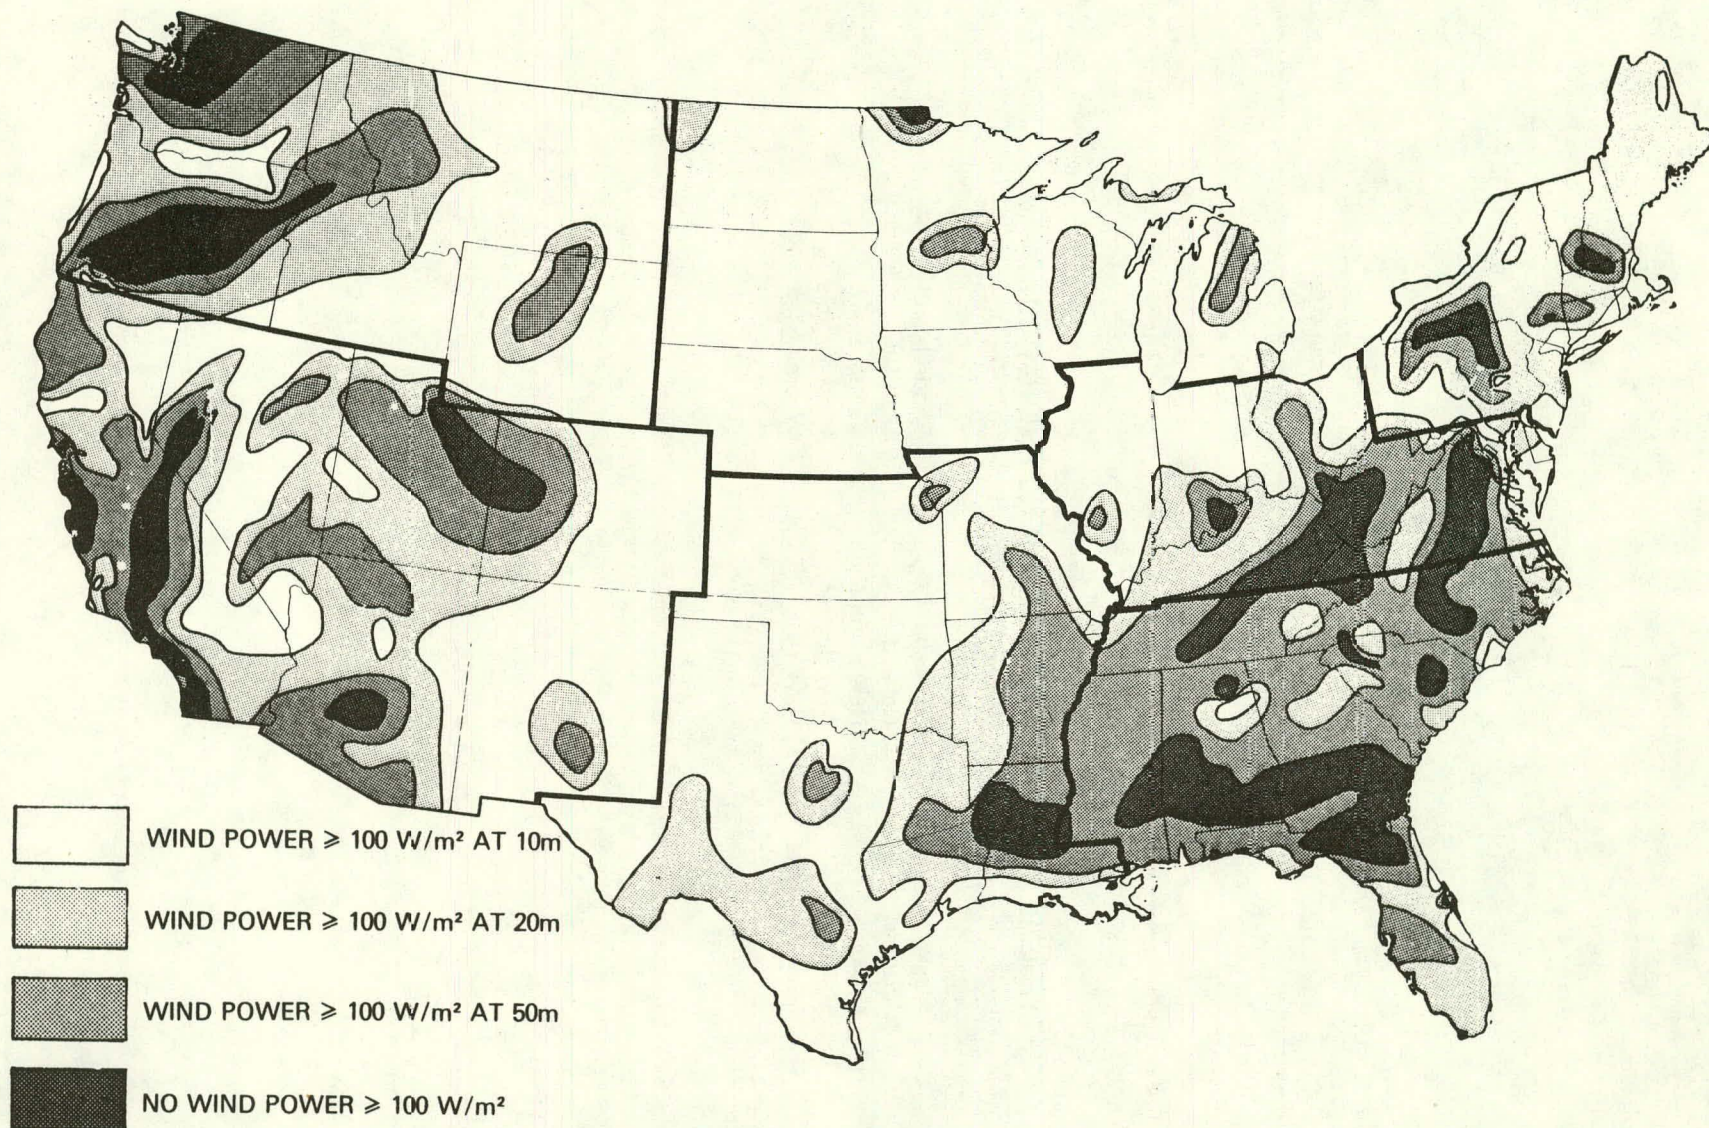 WIND POWER ⩾ 100 W/m² AT 10m
WIND POWER ⩾ 100 W/m² AT 20m
WIND POWER ⩾ 100 W/m² AT 50m
NO WIND POWER ⩾ 100 W/m²